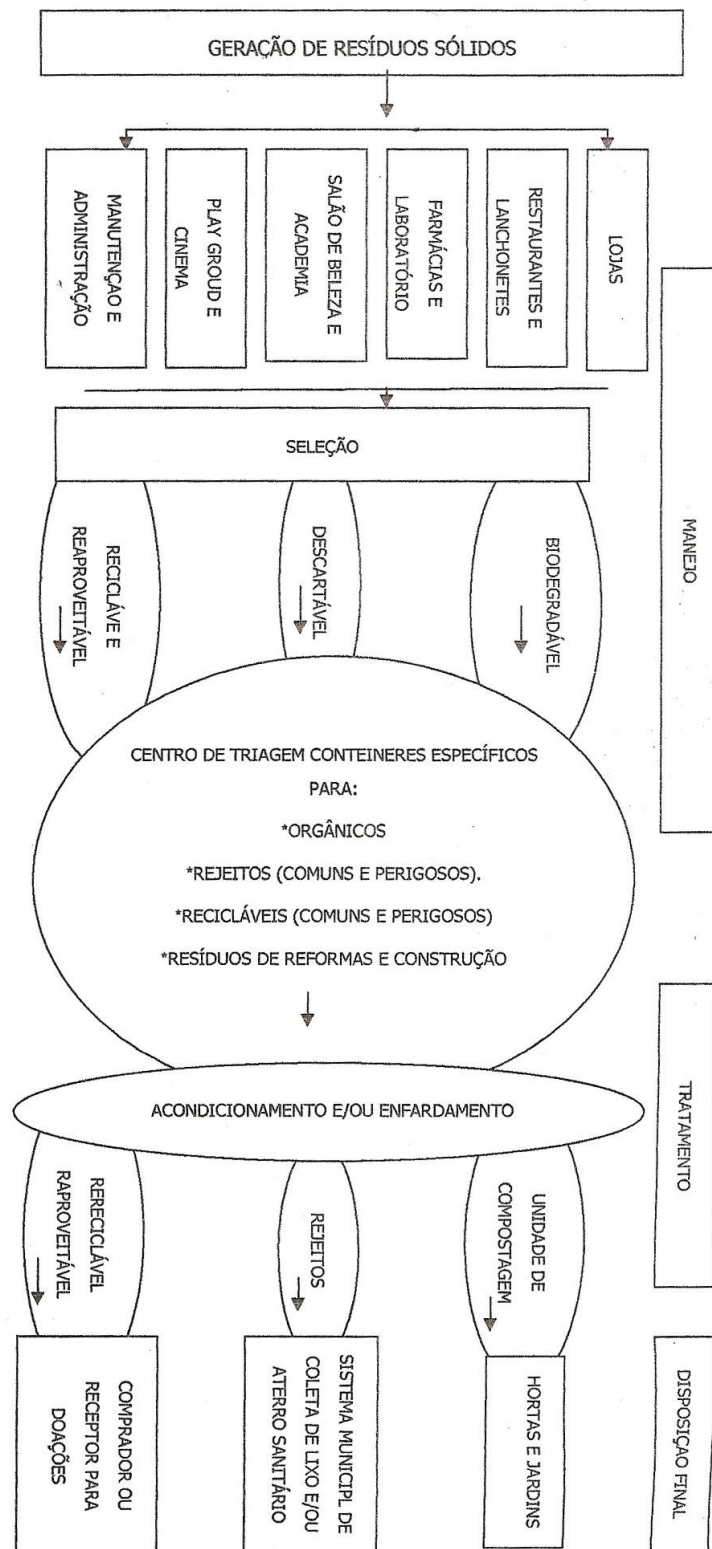 GERAÇÃO DE RESÍDUOS SÓLIDOS
MANUTENÇAO E
ADMINISTRAÇÃO
PLAY GROUD E
CINEMA
SALÃO DE BELEZA E
ACADEMIA
FARMÁCIAS E
LABORATÓRIO
RESTAURANTES E
LANCHONETES
LOJAS
MANEJO
SELEÇÃO
RECICLÁVE E
REAPROVEITÁVEL
DESCARTÁVEL
BIODEGRADÁVEL
CENTRO DE TRIAGEM CONTEINERES ESPECÍFICOS
PARA:
*ORGÂNICOS
*REJEITOS (COMUNS E PERIGOSOS).
*RECICLÁVEIS (COMUNS E PERIGOSOS)
*RESÍDUOS DE REFORMAS E CONSTRUÇÃO
TRATAMENTO
ACONDICIONAMENTO E/OU ENFARDAMENTO
RERECICLÁVEL
RAPROVEITÁVEL
REJEITOS
UNIDADE DE
COMPOSTAGEM
COMPRADOR OU
RECEPTOR PARA
DOAÇÕES
SISTEMA MUNICIPL DE
COLETA DE LIXO E/OU
ATERRO SANITÁRIO
HORTAS E JARDINS
DISPOSIÇAO FINAL